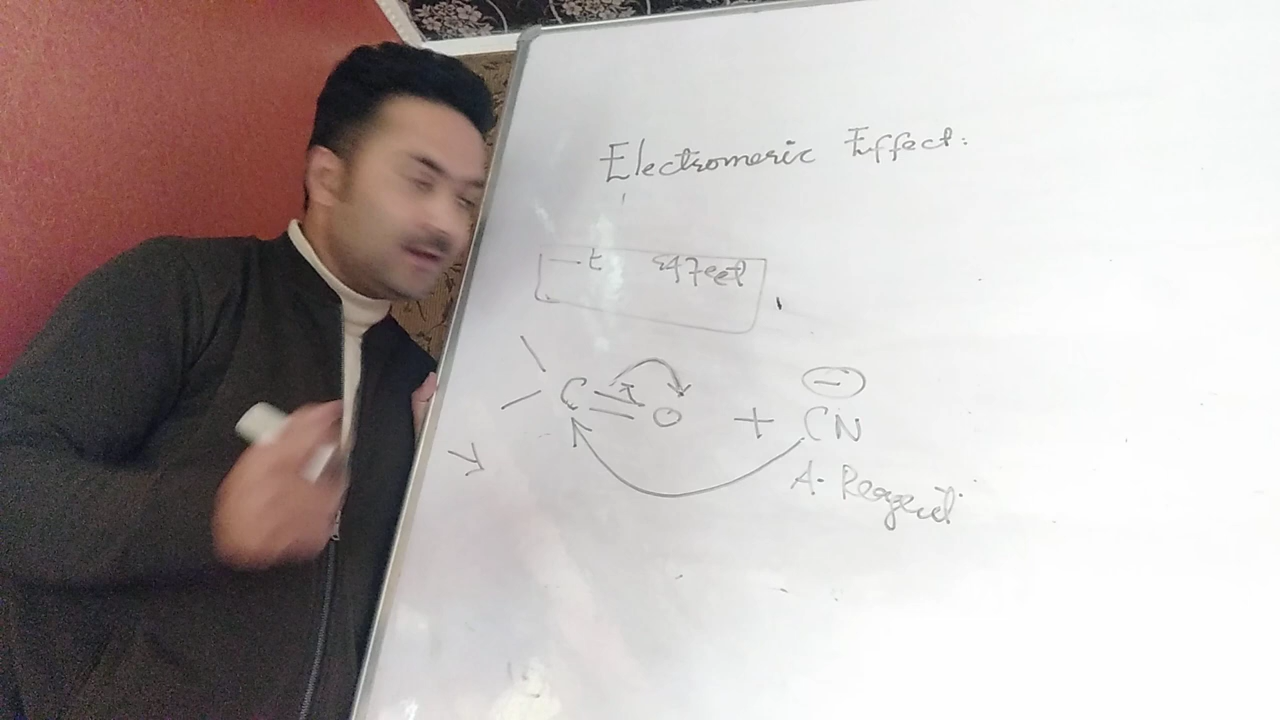 Electromeric Effect:
— E Effect
C = O + CN
−
A. Reagent